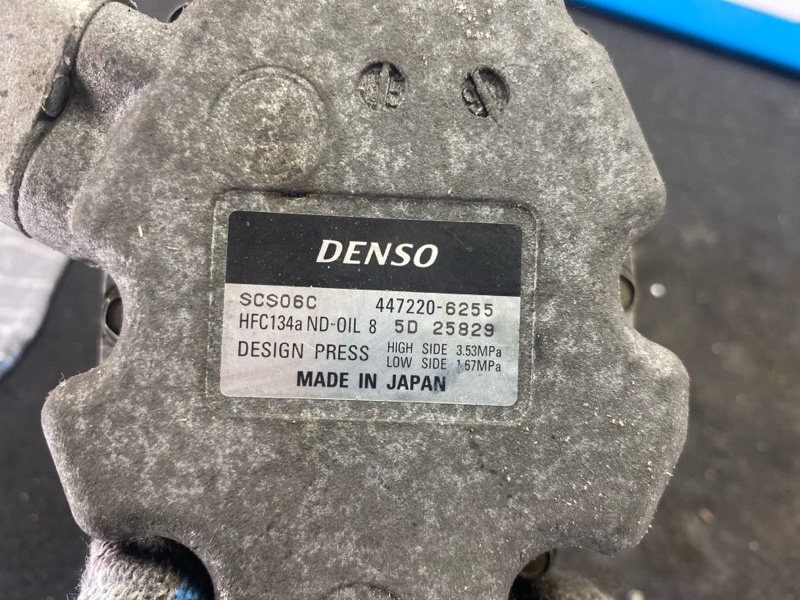 DENSO
SCS06C 447220-6255
HFC134a ND-OIL 8 5D 25829
DESIGN PRESS HIGH SIDE 3.53MPa
LOW SIDE 1.67MPa
MADE IN JAPAN